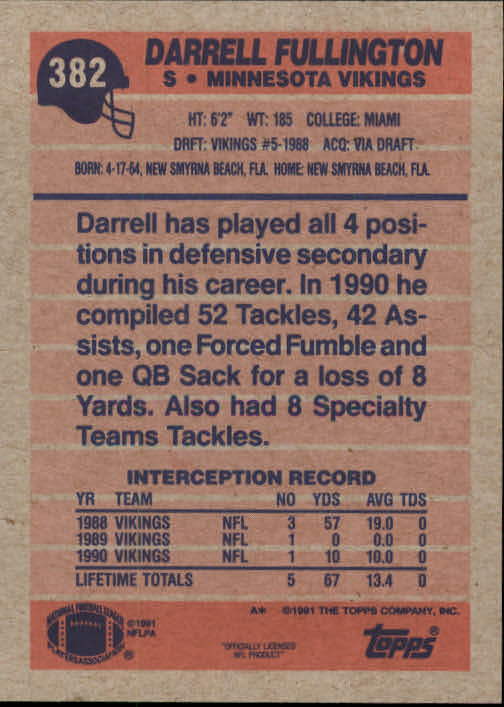 382
DARRELL FULLINGTON
S • MINNESOTA VIKINGS
HT: 6'2" WT: 185 COLLEGE: MIAMI
DRFT: VIKINGS #5-1988 ACQ: VIA DRAFT
BORN: 4-17-64, NEW SMYRNA BEACH, FLA. HOME: NEW SMYRNA BEACH, FLA.
Darrell has played all 4 posi-
tions in defensive secondary
during his career. In 1990 he
compiled 52 Tackles, 42 As-
sists, one Forced Fumble and
one QB Sack for a loss of 8
Yards. Also had 8 Specialty
Teams Tackles.
INTERCEPTION RECORD
YR TEAM NO YDS AVG TDS
1988 VIKINGS NFL 3 57 19.0 0
1989 VIKINGS NFL 1 0 0.0 0
1990 VIKINGS NFL 1 10 10.0 0
LIFETIME TOTALS 5 67 13.4 0
A* ©1991 THE TOPPS COMPANY, INC.
NATIONAL FOOTBALL LEAGUE
PLAYERS ASSOCIATION
®
©1991
NFLPA
"OFFICIALLY LICENSED
NFL PRODUCT"
topps®